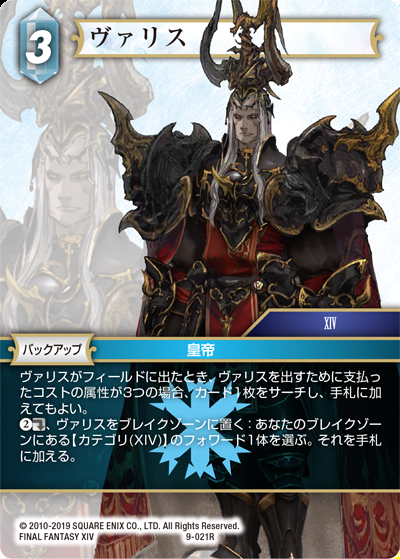 3
ヴァリス
XIV
バックアップ
皇帝
ヴァリスがフィールドに出たとき、ヴァリスを出すために支払っ
たコストの属性が3つの場合、カード1枚をサーチし、手札に加
えてもよい。
2、ヴァリスをブレイクゾーンに置く：あなたのブレイクゾー
ンにある【カテゴリ(XIV)】のフォワード1体を選ぶ。それを手札
に加える。
© 2010-2019 SQUARE ENIX CO., LTD. All Rights Reserved.
FINAL FANTASY XIV
9-021R